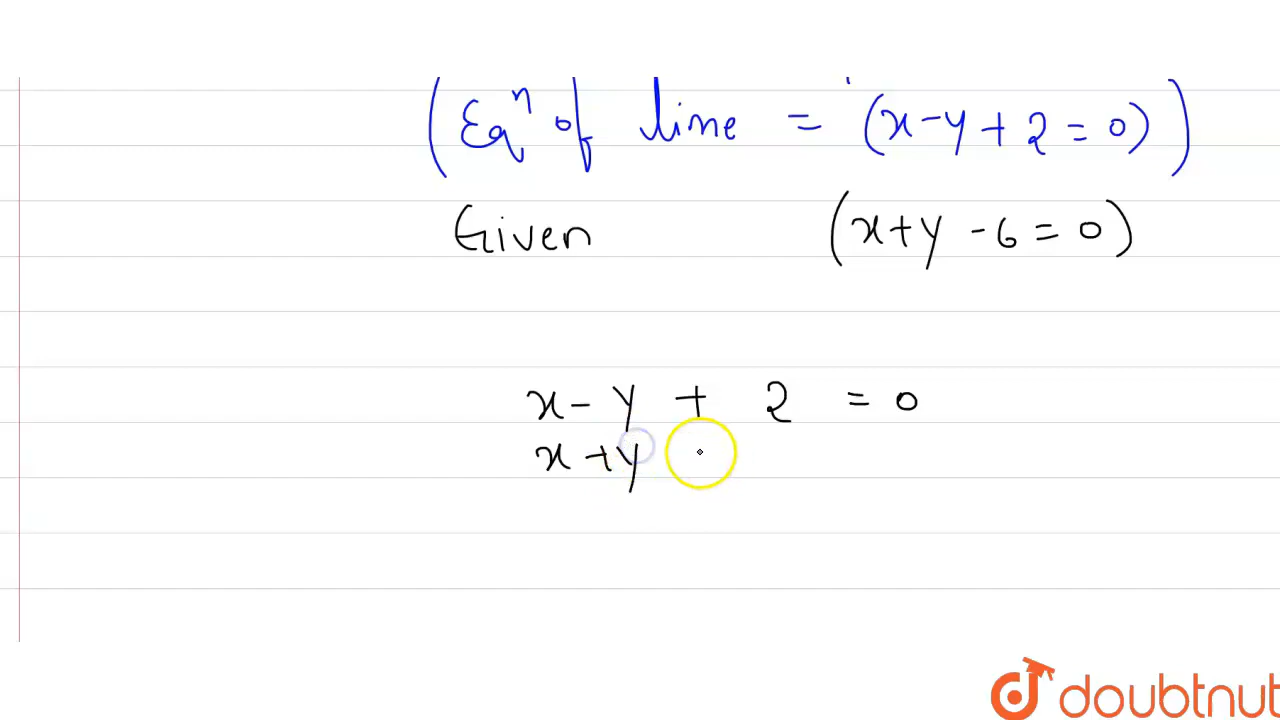 (Eqⁿ of line = (x-y+2=0))
Given (x+y-6=0)
x-y+2=0
x+y
doubtnut